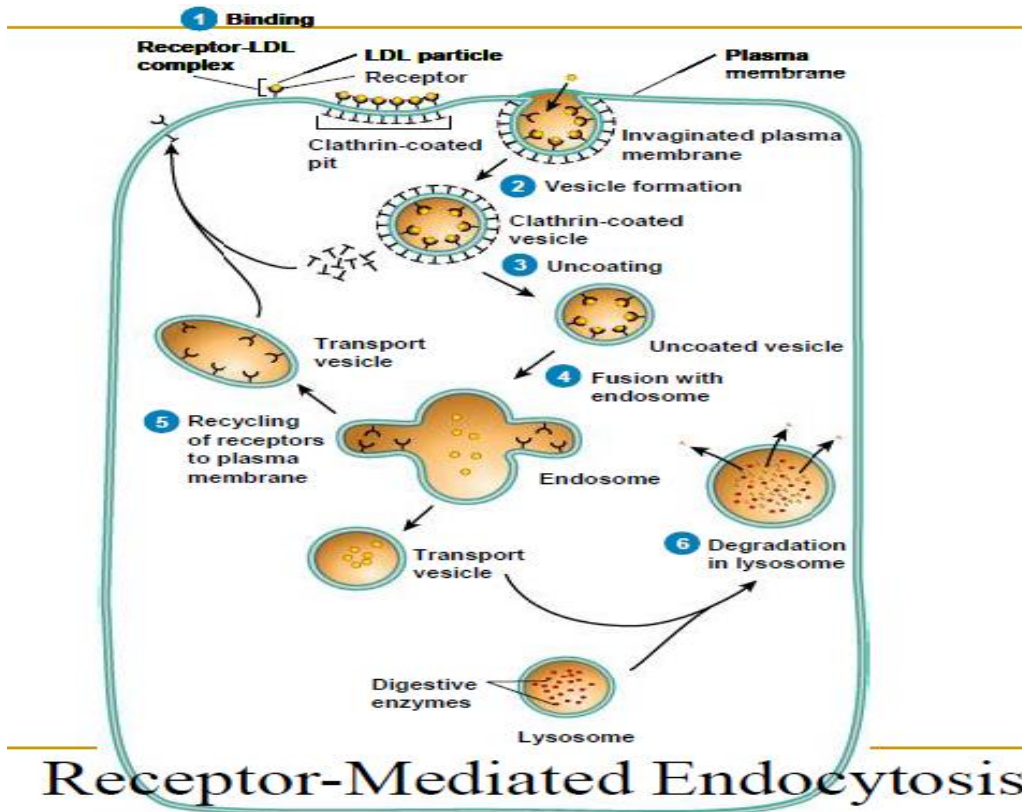 1 Binding
Receptor-LDL
complex
LDL particle
Receptor
Plasma
membrane
Clathrin-coated
pit
Invaginated plasma
membrane
2 Vesicle formation
Clathrin-coated
vesicle
3 Uncoating
Uncoated vesicle
Transport
vesicle
4 Fusion with
endosome
5 Recycling
of receptors
to plasma
membrane
Endosome
Transport
vesicle
6 Degradation
in lysosome
Digestive
enzymes
Lysosome
Receptor-Mediated Endocytosis